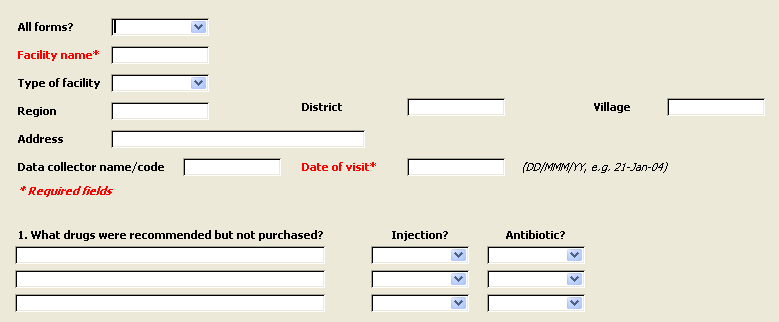 All forms?
Facility name*
Type of facility
Region District Village
Address
Data collector name/code Date of visit* (DD/MMM/YY, e.g. 21-Jan-04)
* Required fields
1. What drugs were recommended but not purchased? Injection? Antibiotic?